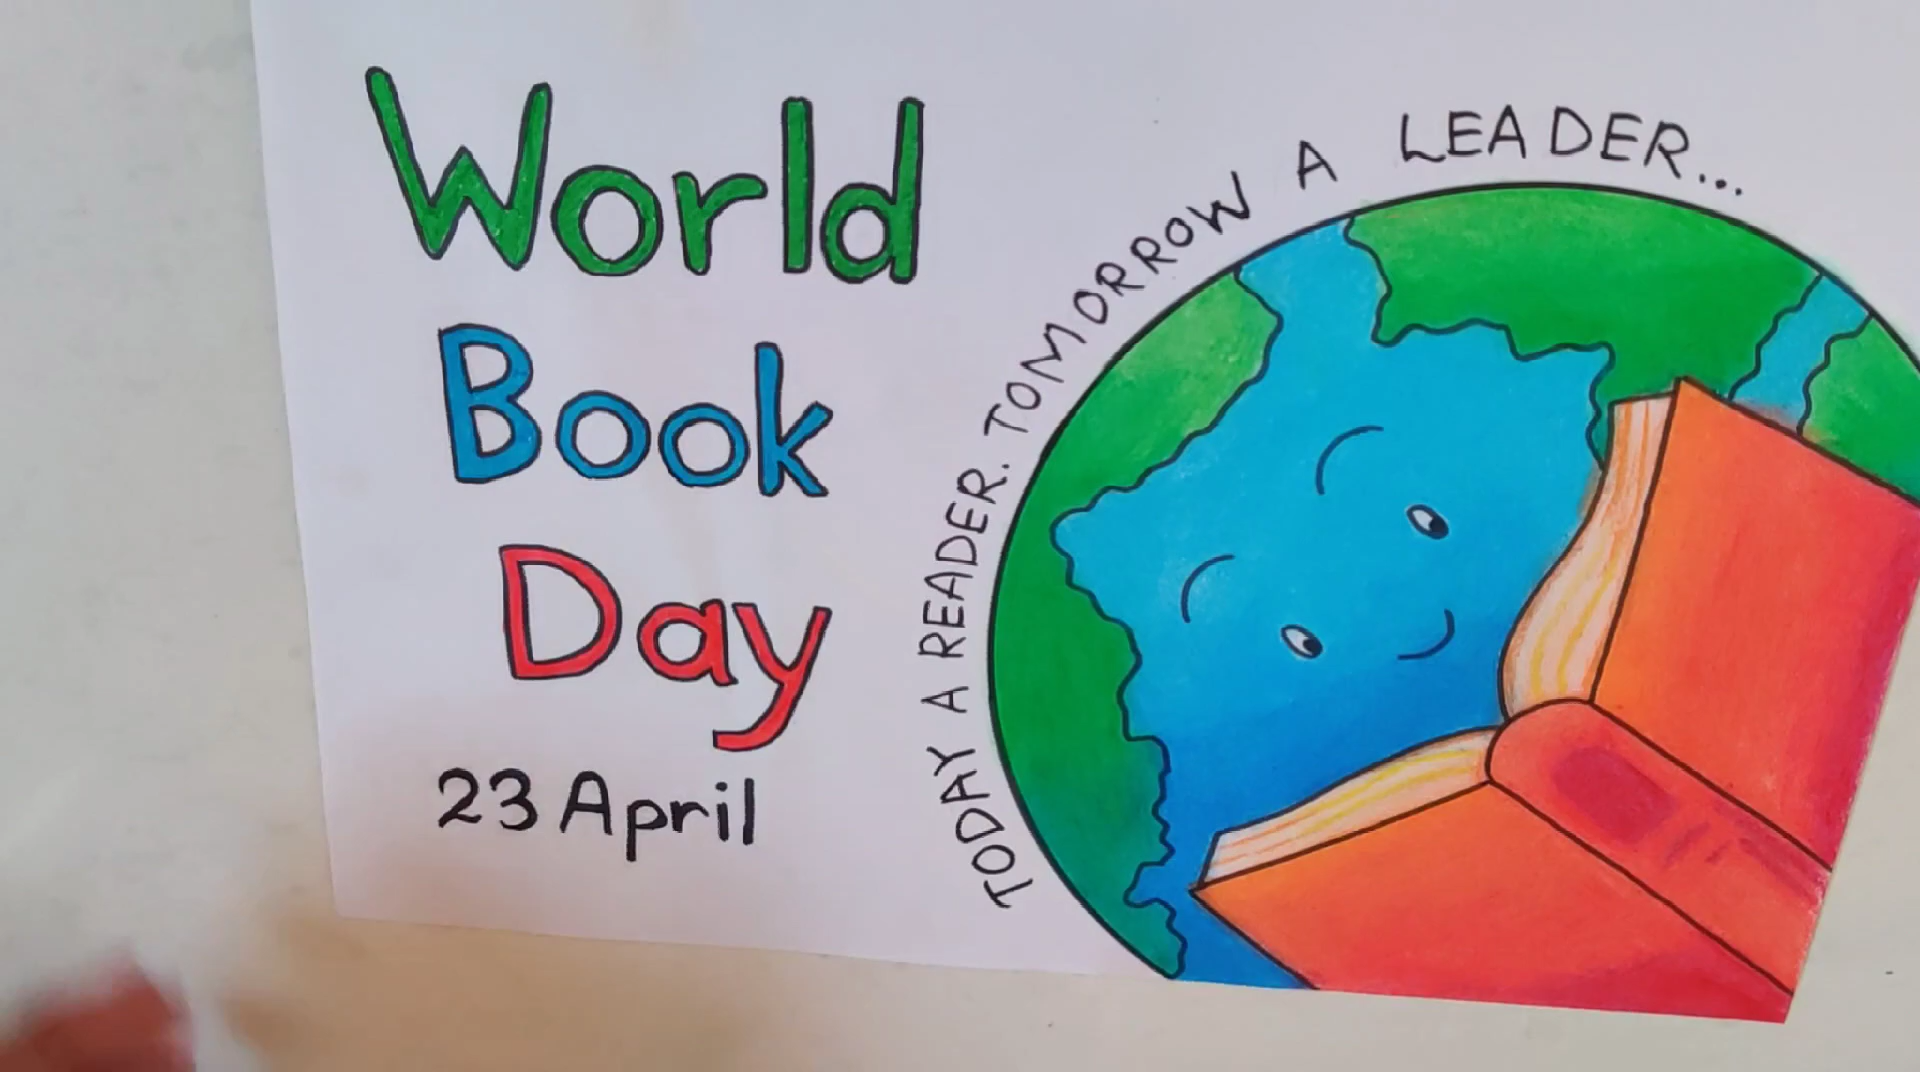 World
Book
Day
23 April
TODAY A READER. TOMORROW A LEADER...